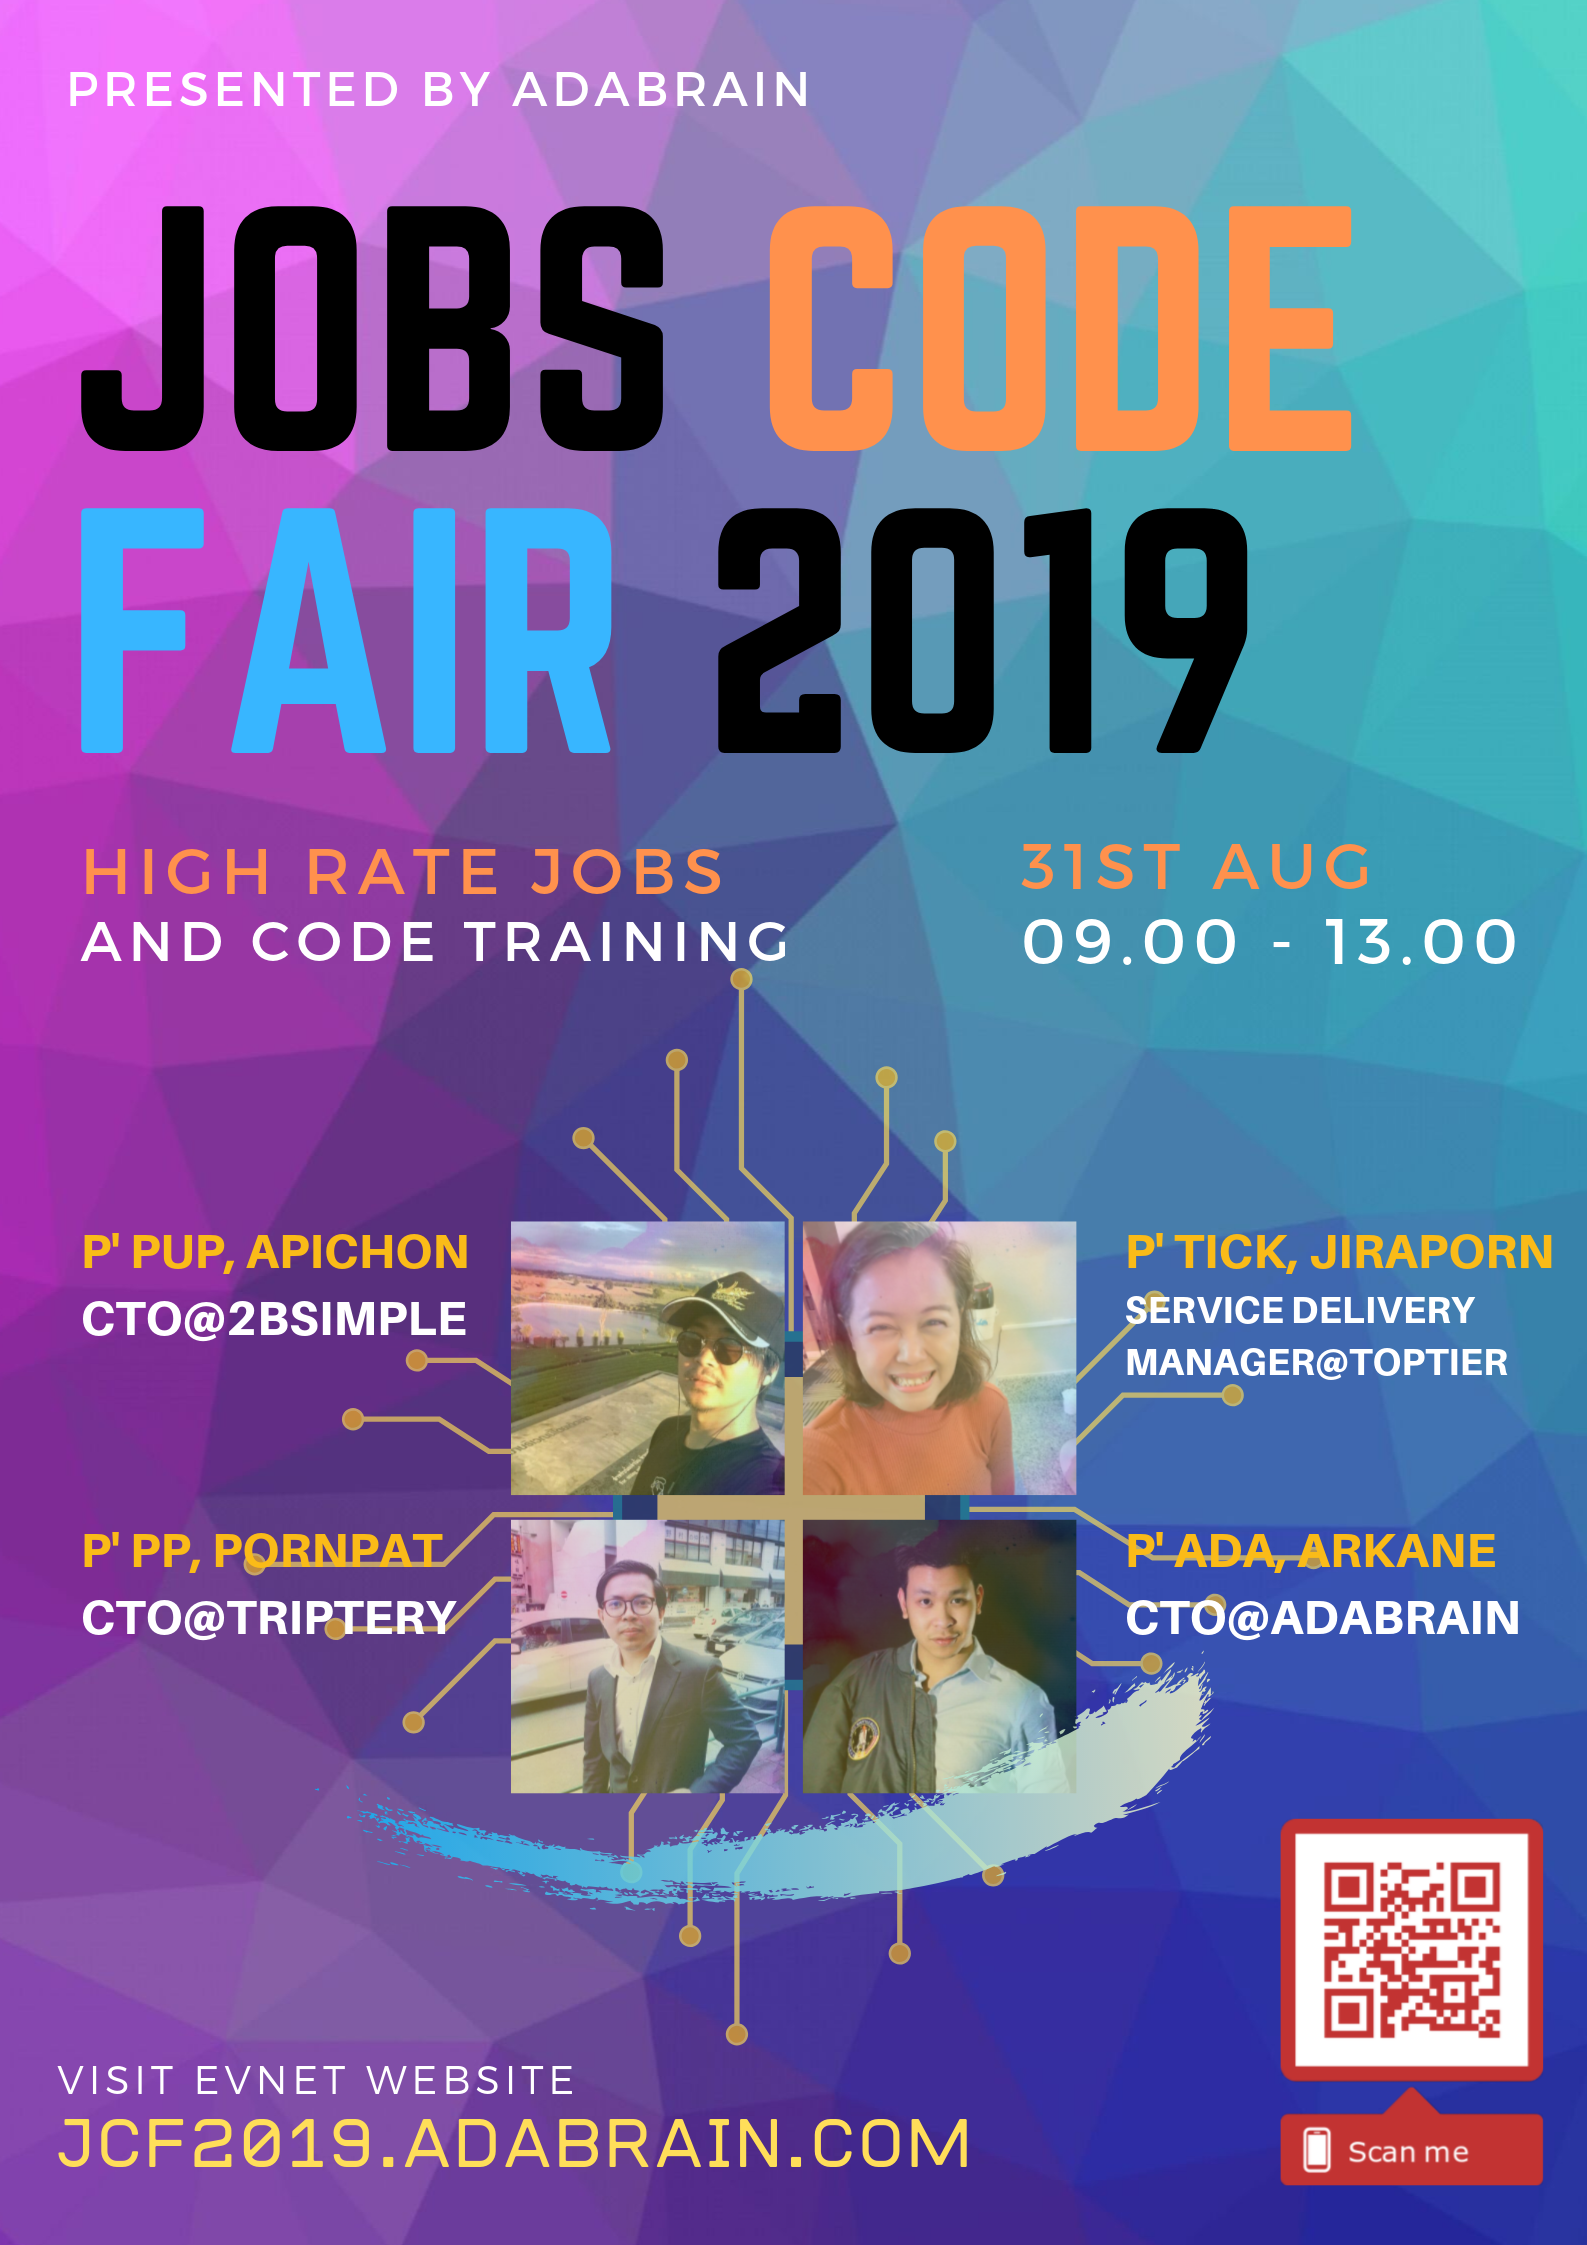 PRESENTED BY ADABRAIN
JOBS CODE
FAIR 2019
HIGH RATE JOBS
AND CODE TRAINING
31ST AUG
09.00 - 13.00
P' PUP, APICHON
CTO@2BSIMPLE
P' TICK, JIRAPORN
SERVICE DELIVERY
MANAGER@TOPTIER
P' PP, PORNPAT
CTO@TRIPTERY
P' ADA, ARKANE
CTO@ADABRAIN
VISIT EVNET WEBSITE
JCF2019.ADABRAIN.COM
Scan me